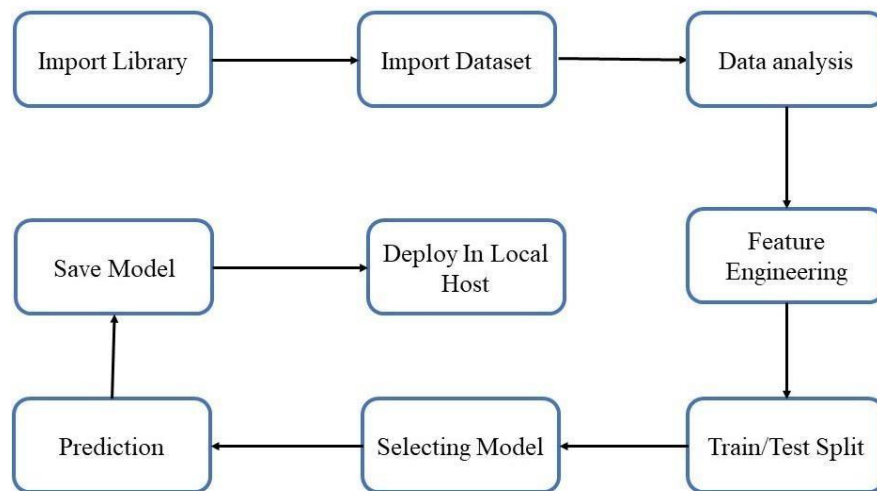 Import Library
Import Dataset
Data analysis
Feature
Engineering
Train/Test Split
Selecting Model
Prediction
Save Model
Deploy In Local
Host